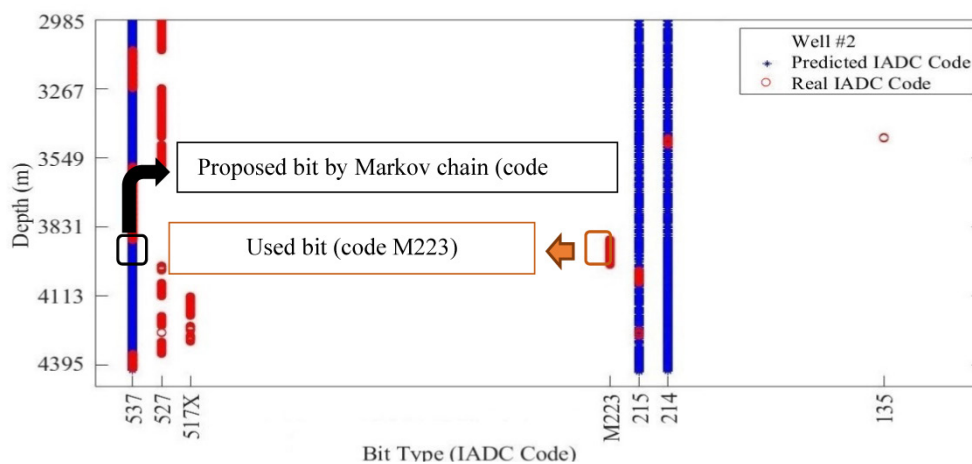 2985
3267
3549
3831
4113
4395
Depth (m)
Well #2
Predicted IADC Code
Real IADC Code
Proposed bit by Markov chain (code
Used bit (code M223)
537
527
517X
M223
215
214
135
Bit Type (IADC Code)